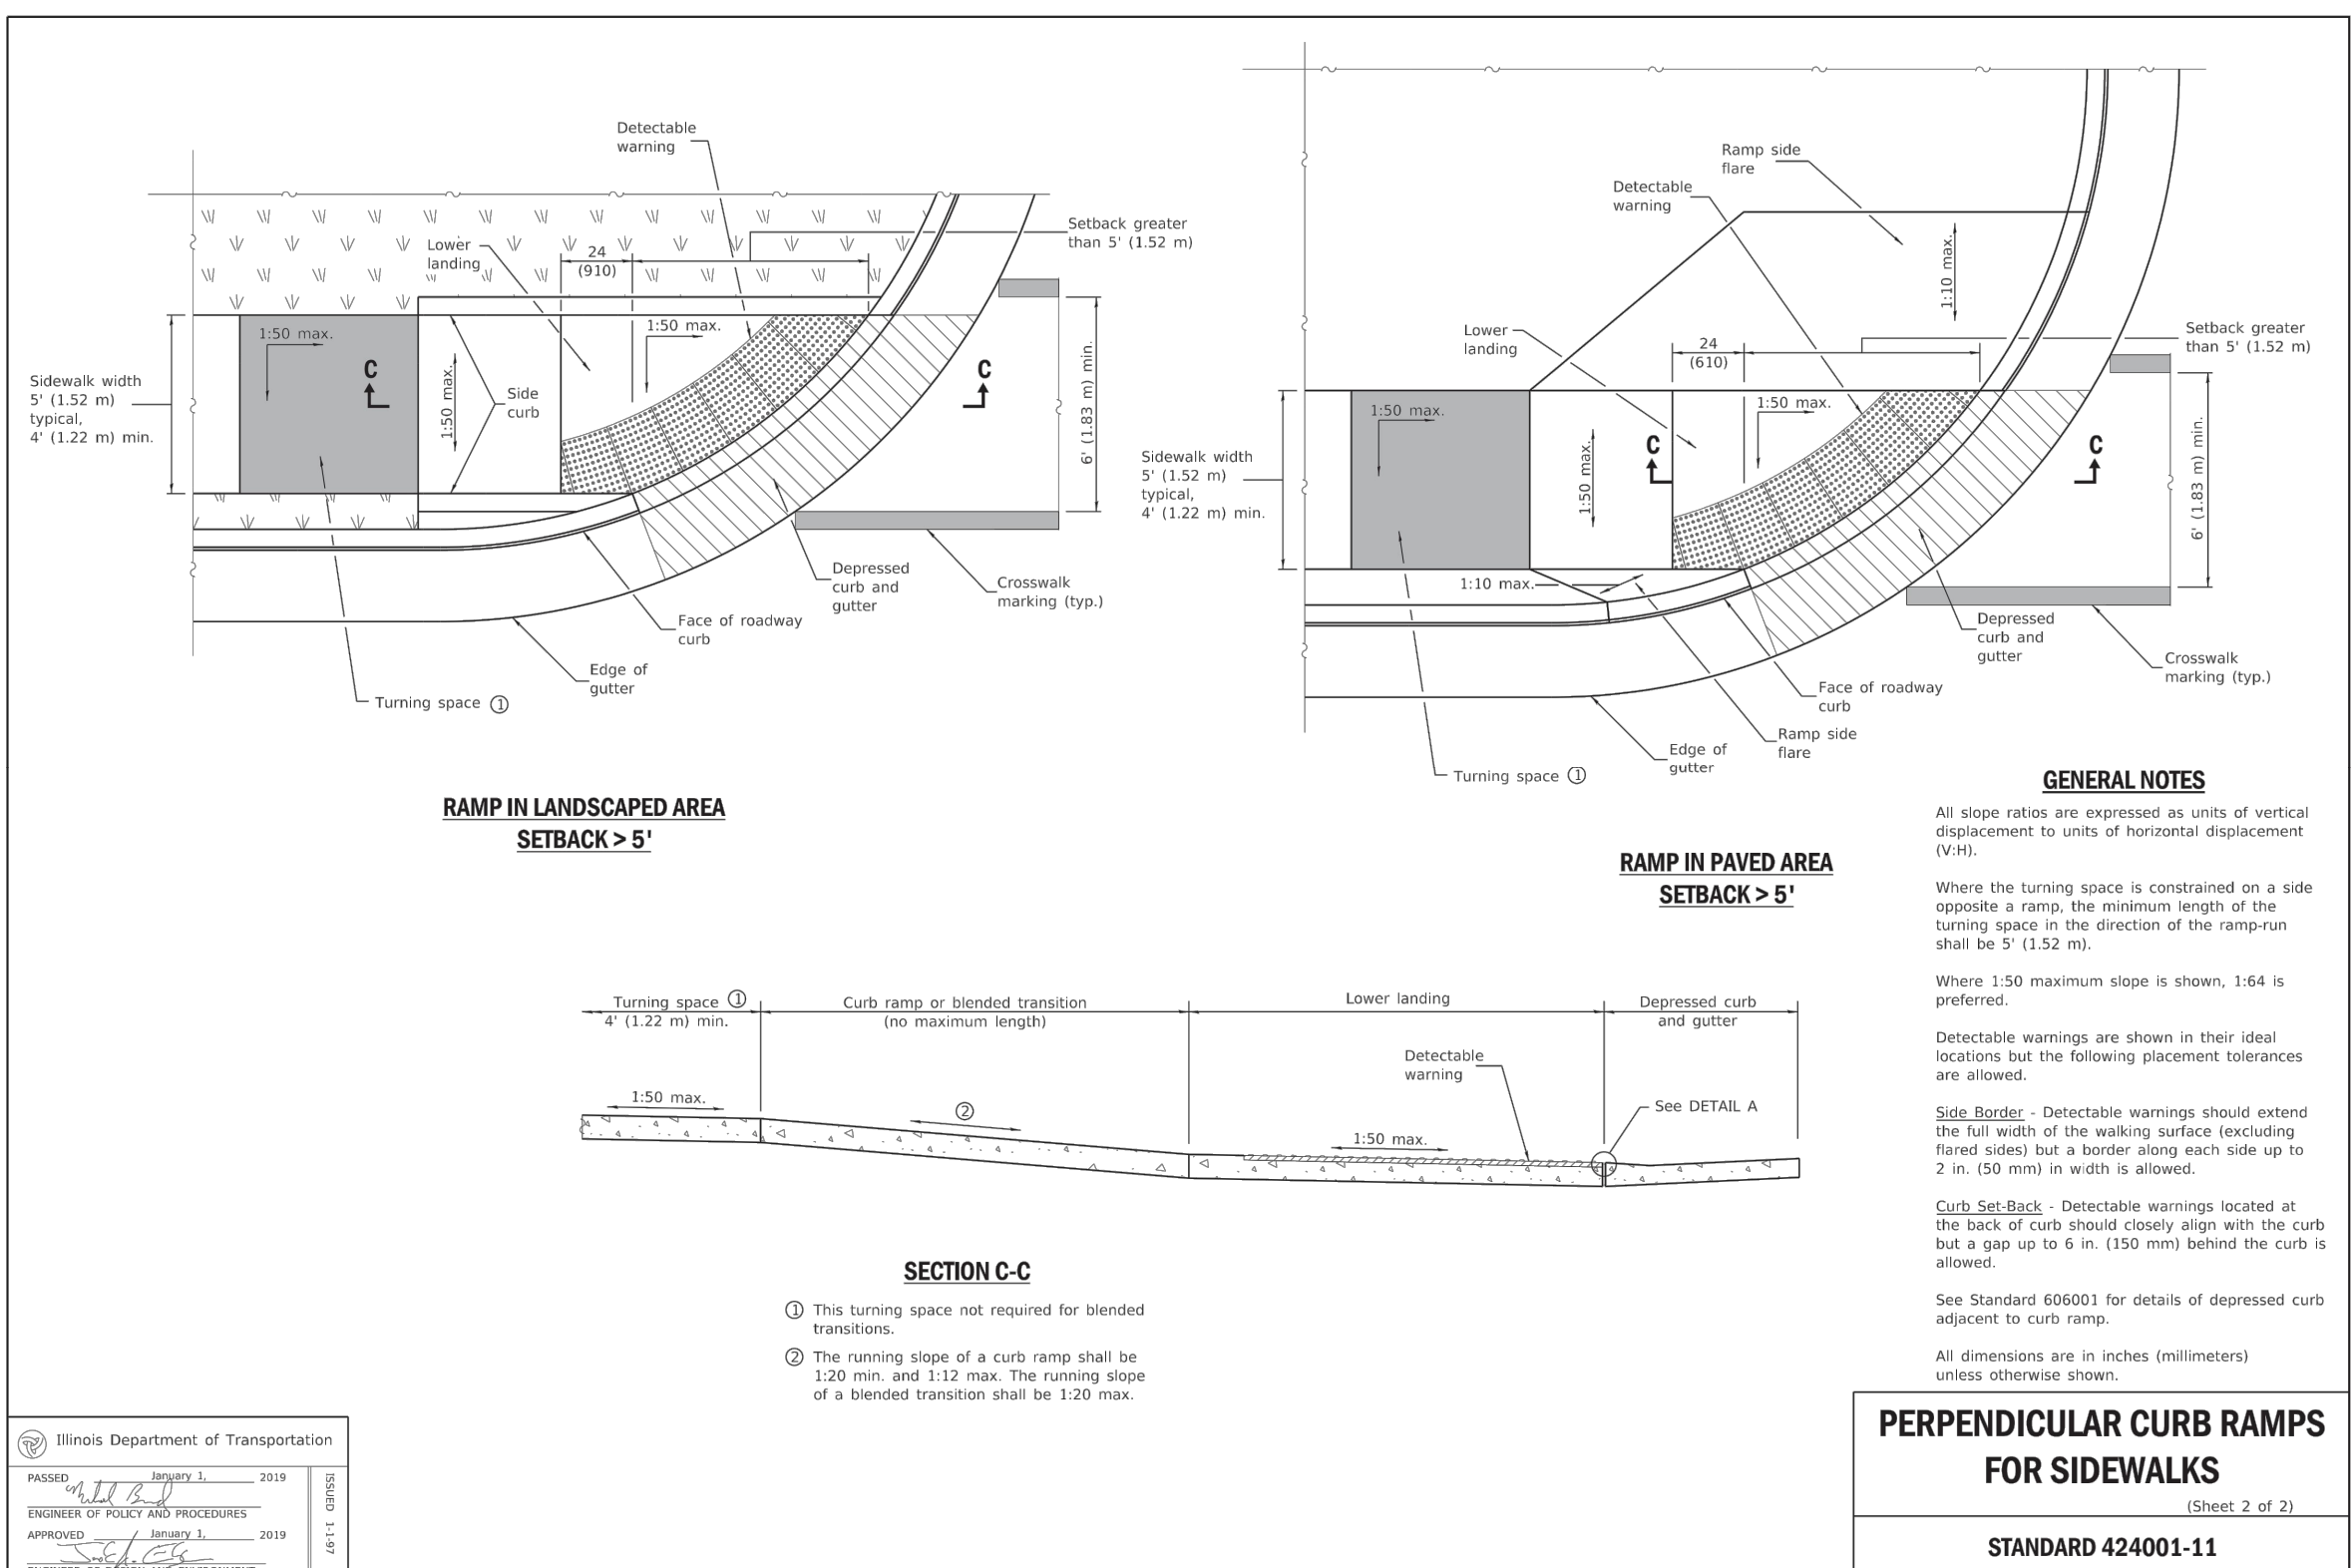 Detectable
warning
Lower
landing
24
(910)
Setback greater
than 5' (1.52 m)
1:50 max.
1:50 max.
1:50 max.
C
C
Side
curb
Sidewalk width
5' (1.52 m)
typical,
4' (1.22 m) min.
6' (1.83 m) min.
Depressed
curb and
gutter
Crosswalk
marking (typ.)
Face of roadway
curb
Edge of
gutter
Turning space 1
RAMP IN LANDSCAPED AREA
SETBACK > 5'
Ramp side
flare
Detectable
warning
1:10 max.
Lower
landing
24
(610)
Setback greater
than 5' (1.52 m)
1:50 max.
1:50 max.
1:50 max.
C
C
Sidewalk width
5' (1.52 m)
typical,
4' (1.22 m) min.
6' (1.83 m) min.
1:10 max.
Depressed
curb and
gutter
Crosswalk
marking (typ.)
Face of roadway
curb
Ramp side
flare
Edge of
gutter
Turning space 1
RAMP IN PAVED AREA
SETBACK > 5'
Turning space 1
4' (1.22 m) min.
Curb ramp or blended transition
(no maximum length)
Lower landing
Depressed curb
and gutter
Detectable
warning
1:50 max.
2
1:50 max.
See DETAIL A
SECTION C-C
1 This turning space not required for blended
transitions.
2 The running slope of a curb ramp shall be
1:20 min. and 1:12 max. The running slope
of a blended transition shall be 1:20 max.
GENERAL NOTES
All slope ratios are expressed as units of vertical
displacement to units of horizontal displacement
(V:H).
Where the turning space is constrained on a side
opposite a ramp, the minimum length of the
turning space in the direction of the ramp-run
shall be 5' (1.52 m).
Where 1:50 maximum slope is shown, 1:64 is
preferred.
Detectable warnings are shown in their ideal
locations but the following placement tolerances
are allowed.
Side Border - Detectable warnings should extend
the full width of the walking surface (excluding
flared sides) but a border along each side up to
2 in. (50 mm) in width is allowed.
Curb Set-Back - Detectable warnings located at
the back of curb should closely align with the curb
but a gap up to 6 in. (150 mm) behind the curb is
allowed.
See Standard 606001 for details of depressed curb
adjacent to curb ramp.
All dimensions are in inches (millimeters)
unless otherwise shown.
Illinois Department of Transportation
PASSED January 1, 2019
ENGINEER OF POLICY AND PROCEDURES
APPROVED January 1, 2019
ISSUED 1-1-97
PERPENDICULAR CURB RAMPS
FOR SIDEWALKS
(Sheet 2 of 2)
STANDARD 424001-11